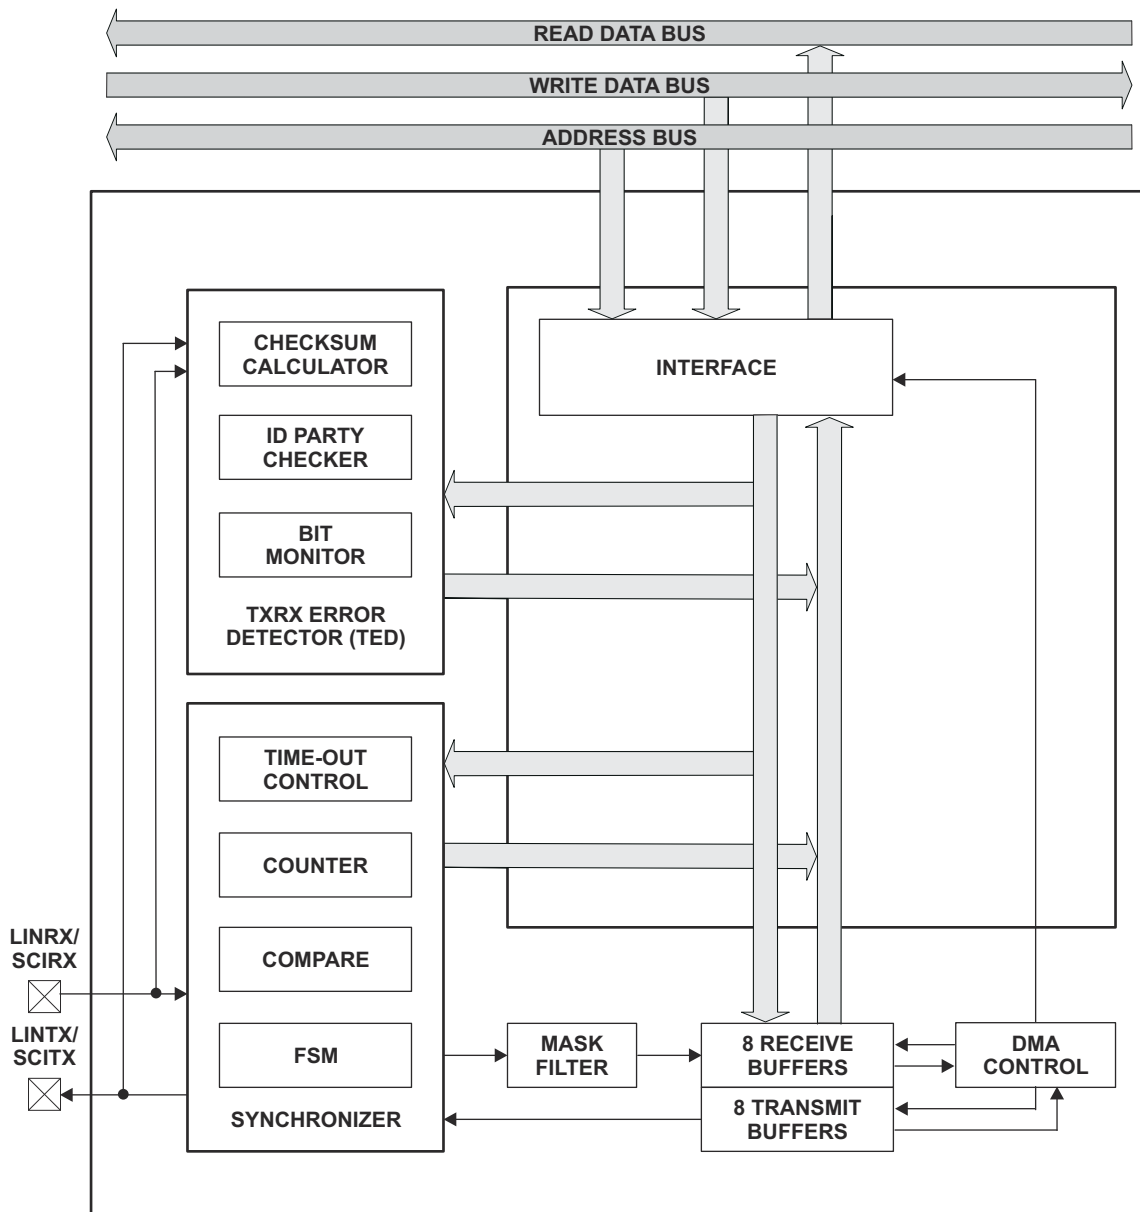 READ DATA BUS
WRITE DATA BUS
ADDRESS BUS
CHECKSUM
CALCULATOR
INTERFACE
ID PARTY
CHECKER
BIT
MONITOR
TXRX ERROR
DETECTOR (TED)
TIME-OUT
CONTROL
COUNTER
COMPARE
LINRX/
SCIRX
LINTX/
SCITX
FSM
SYNCHRONIZER
MASK
FILTER
8 RECEIVE
BUFFERS
8 TRANSMIT
BUFFERS
DMA
CONTROL